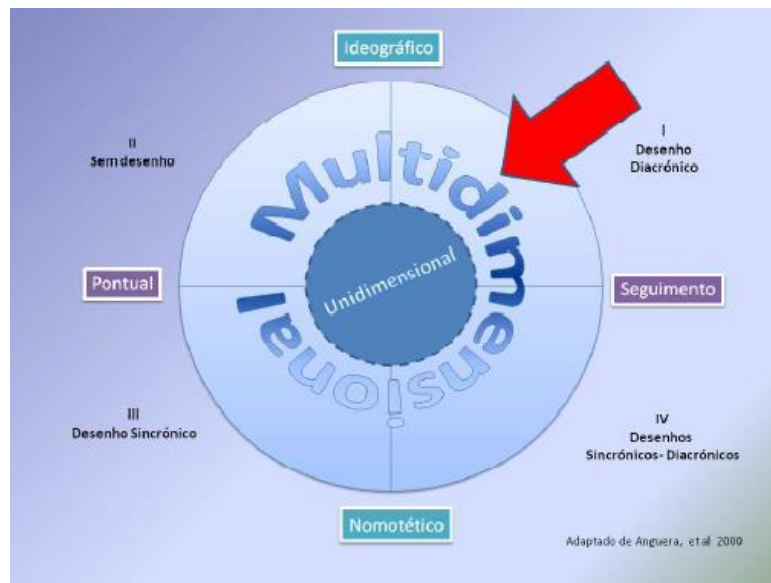 Ideográfico
II
Sem desenho
I
Desenho
Diacrónico
Multidimensional
Unidimensional
Pontual
Seguimento
III
Desenho Sincrónico
IV
Desenhos
Sincrónicos- Diacrónicos
Nomotético
Adaptado de Anguera, et al 2000